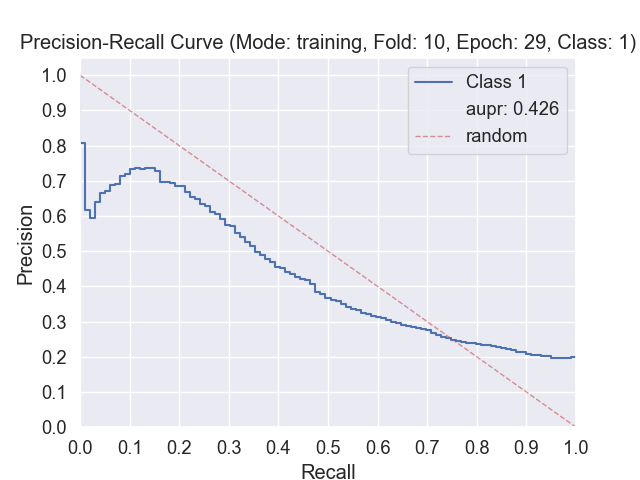 Precision-Recall Curve (Mode: training, Fold: 10, Epoch: 29, Class: 1)
1.0
0.9
0.8
0.7
0.6
0.5
0.4
0.3
0.2
0.1
0.0
Precision
Class 1
aupr: 0.426
random
0.0 0.1 0.2 0.3 0.4 0.5 0.6 0.7 0.8 0.9 1.0
Recall